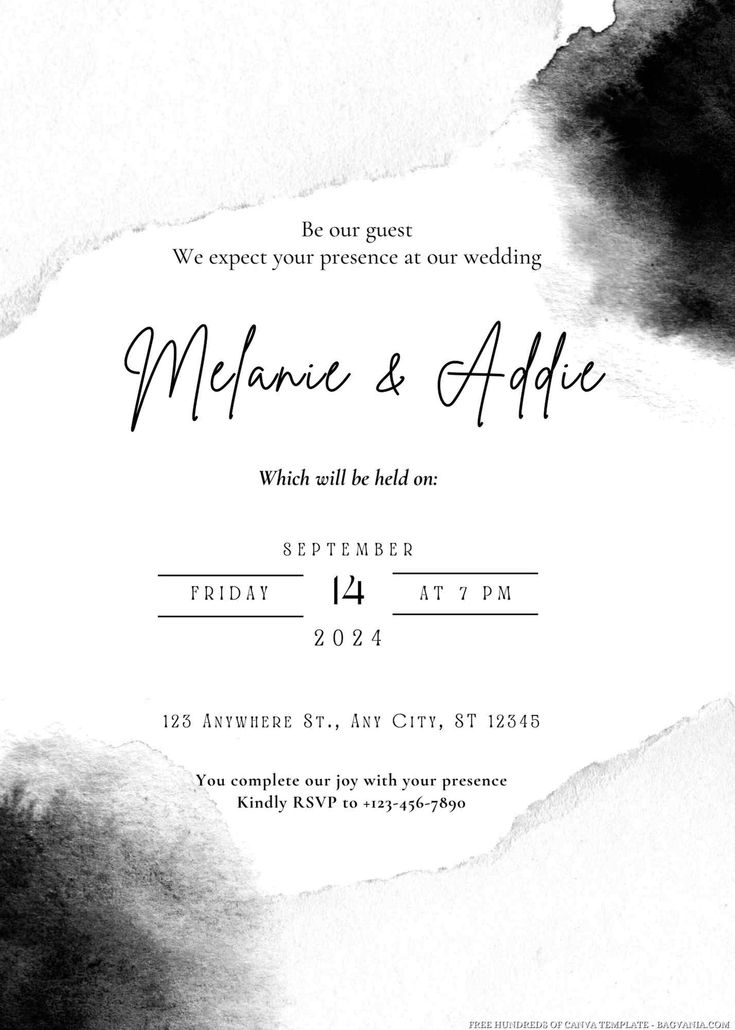 Be our guest
We expect your presence at our wedding
Melanie & Addie
Which will be held on:
SEPTEMBER
FRIDAY 14 AT 7 PM
2024
123 Anywhere St., Any City, ST 12345
You complete our joy with your presence
Kindly RSVP to +123-456-7890
FREE HUNDREDS OF CANVA TEMPLATE - BAGVANIA.COM